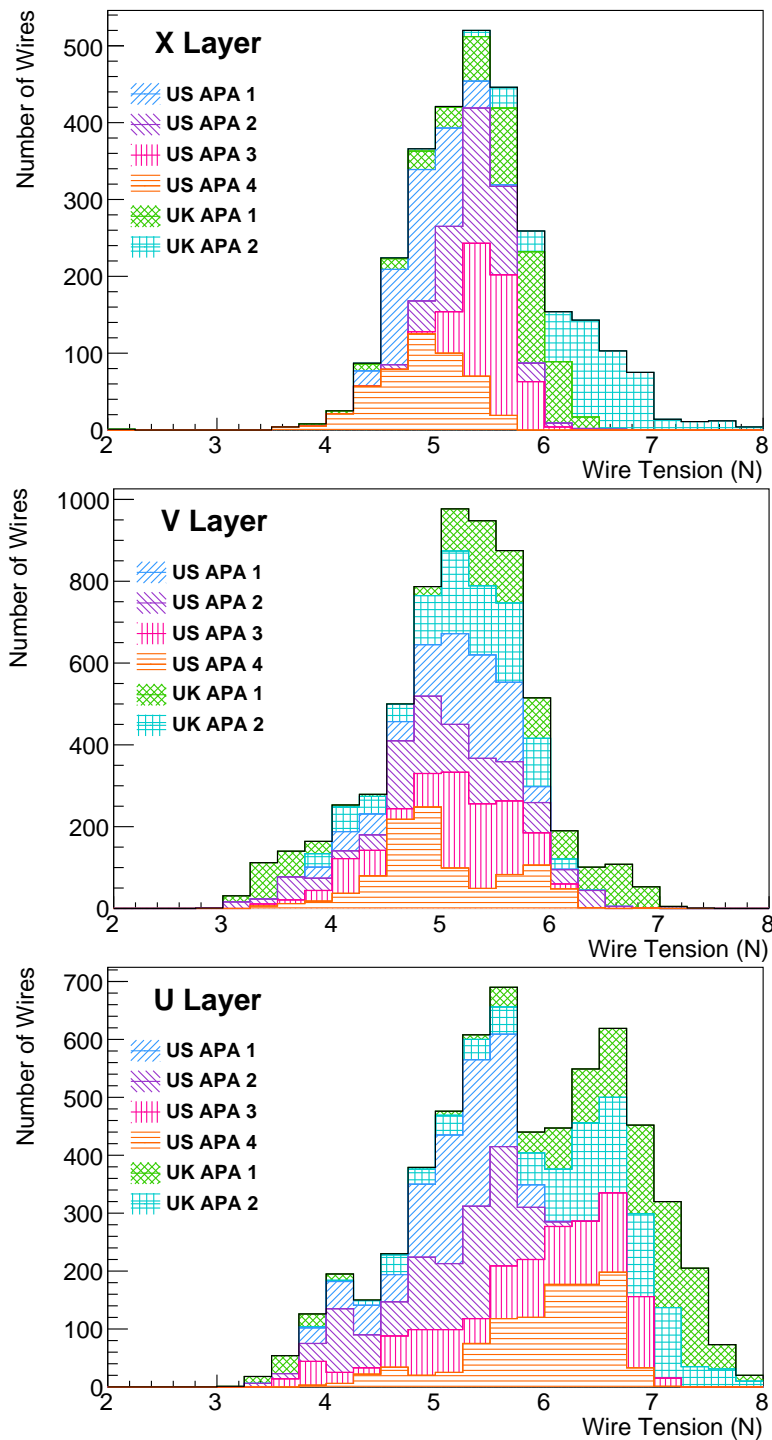 X Layer
Number of Wires
500
400
300
200
100
0
US APA 1
US APA 2
US APA 3
US APA 4
UK APA 1
UK APA 2
2 3 4 5 6 7 8
Wire Tension (N)
V Layer
Number of Wires
1000
800
600
400
200
0
US APA 1
US APA 2
US APA 3
US APA 4
UK APA 1
UK APA 2
2 3 4 5 6 7 8
Wire Tension (N)
U Layer
Number of Wires
700
600
500
400
300
200
100
0
US APA 1
US APA 2
US APA 3
US APA 4
UK APA 1
UK APA 2
2 3 4 5 6 7 8
Wire Tension (N)